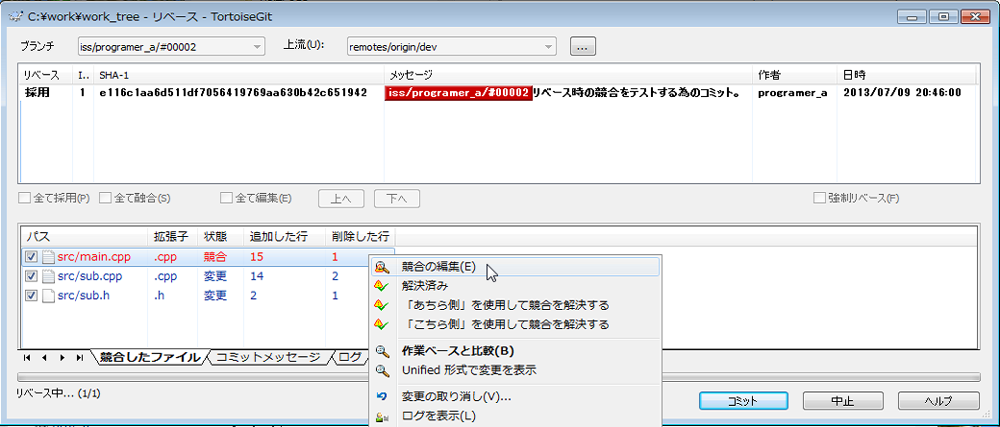 C:¥work¥work_tree - リベース - TortoiseGit
ブランチ iss/programer_a/#00002 上流(U): remotes/origin/dev ...
リベース I.. SHA-1 メッセージ 作者 日時
採用 1 e116c1aa6d511df7056419769aa630b42c651942 iss/programer_a/#00002リベース時の競合をテストする為のコミット。 programer_a 2013/07/09 20:46:00
全て採用(P) 全て融合(S) 全て編集(E) 上へ 下へ 強制リベース(F)
パス 拡張子 状態 追加した行 削除した行
src/main.cpp .cpp 競合 15 1
src/sub.cpp .cpp 変更 14 2
src/sub.h .h 変更 2 1
競合の編集(E)
解決済み
「あちら側」を使用して競合を解決する
「こちら側」を使用して競合を解決する
作業ベースと比較(B)
Unified 形式で変更を表示
変更の取り消し(V)...
ログを表示(L)
競合したファイル コミットメッセージ ログ
リベース中... (1/1)
コミット 中止 ヘルプ